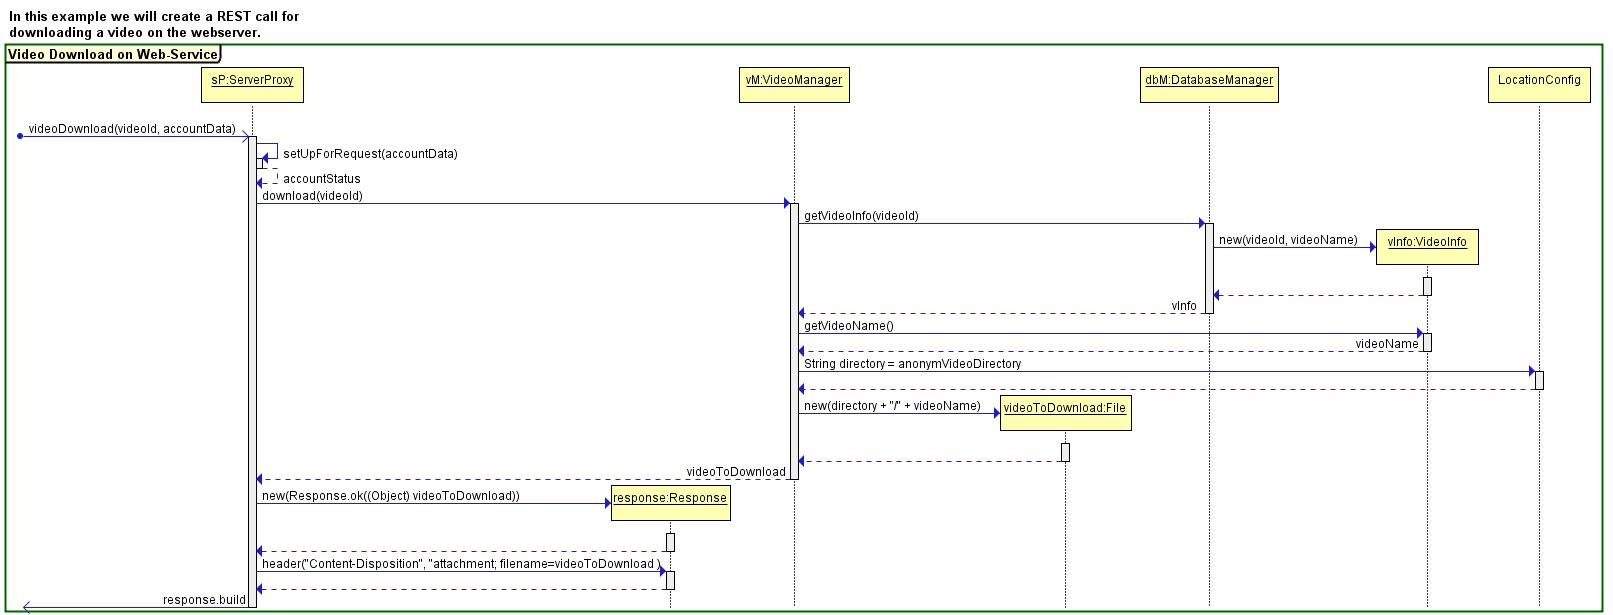 In this example we will create a REST call for
downloading a video on the webserver.
Video Download on Web-Service
sP:ServerProxy
vM:VideoManager
dbM:DatabaseManager
LocationConfig
videoDownload(videoId, accountData)
setUpForRequest(accountData)
accountStatus
download(videoId)
getVideoInfo(videoId)
new(videoId, videoName)
vInfo:VideoInfo
vInfo
getVideoName()
videoName
String directory = anonymVideoDirectory
new(directory + "/" + videoName)
videoToDownload:File
videoToDownload
new(Response.ok((Object) videoToDownload))
response:Response
header("Content-Disposition", "attachment; filename=videoToDownload )
response.build